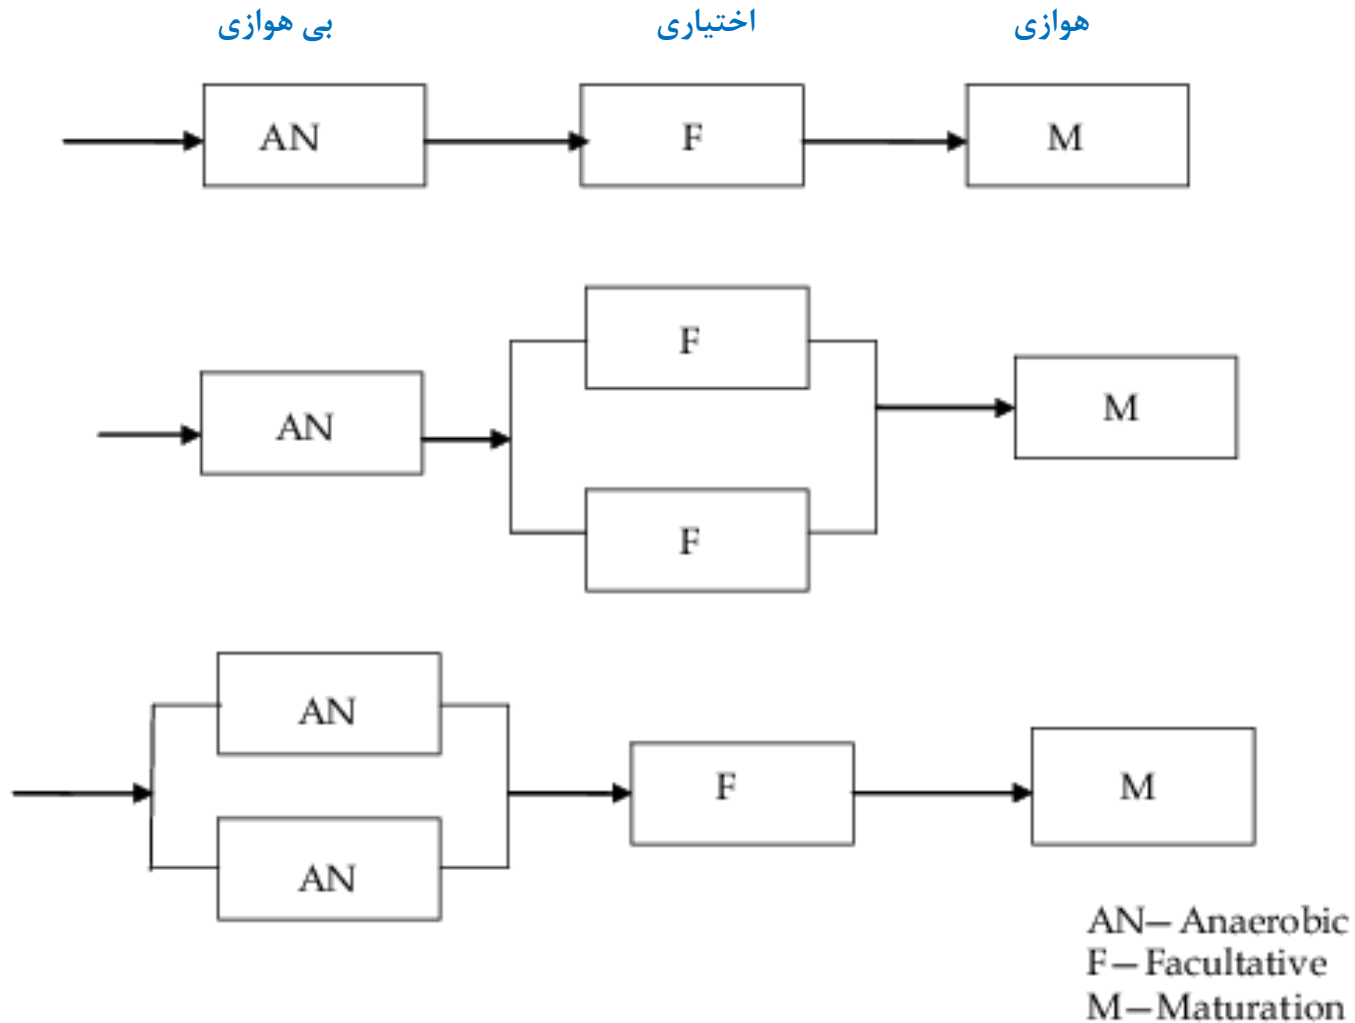 بی هوازی
اختیاری
هوازی
AN
F
M
F
AN
M
F
AN
F
M
AN
AN— Anaerobic
F—Facultative
M—Maturation